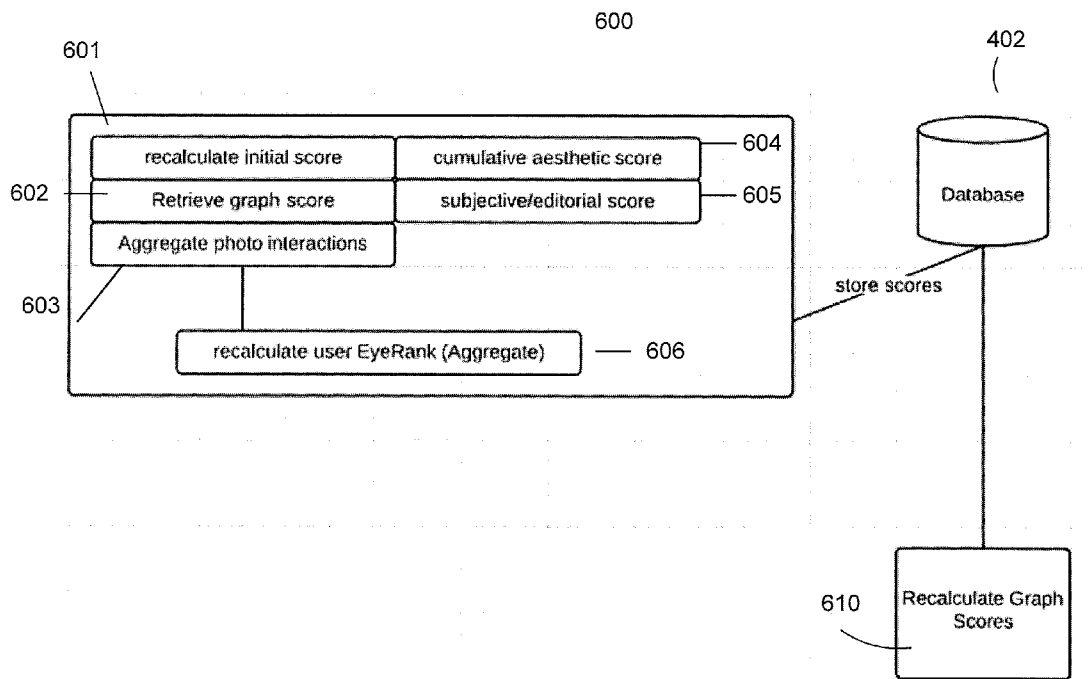 600
601
402
recalculate initial score
cumulative aesthetic score
604
602
Retrieve graph score
subjective/editorial score
605
Database
Aggregate photo interactions
603
store scores
recalculate user EyeRank (Aggregate)
606
610
Recalculate Graph
Scores